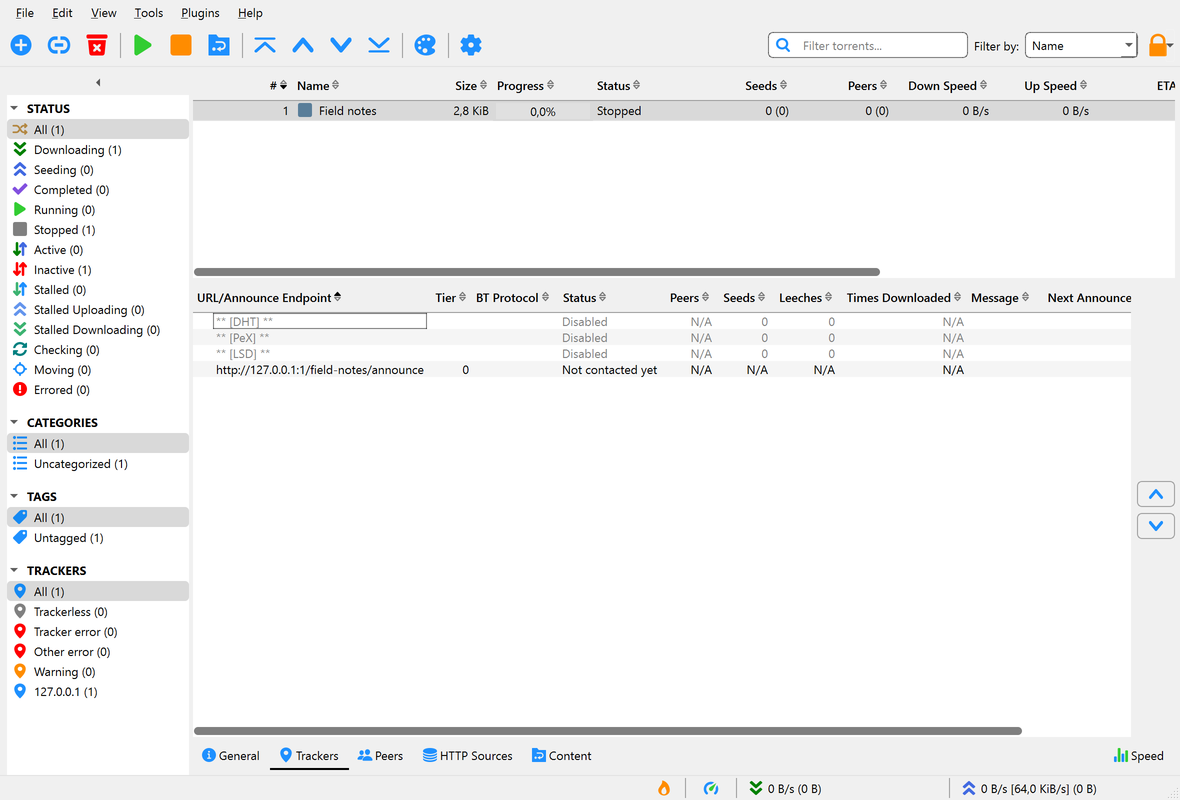 File Edit View Tools Plugins Help
Filter torrents... Filter by: Name
# Name Size Progress Status Seeds Peers Down Speed Up Speed ETA
1 Field notes 2,8 KiB 0,0% Stopped 0 (0) 0 (0) 0 B/s 0 B/s
STATUS
All (1)
Downloading (1)
Seeding (0)
Completed (0)
Running (0)
Stopped (1)
Active (0)
Inactive (1)
Stalled (0)
Stalled Uploading (0)
Stalled Downloading (0)
Checking (0)
Moving (0)
Errored (0)
CATEGORIES
All (1)
Uncategorized (1)
TAGS
All (1)
Untagged (1)
TRACKERS
All (1)
Trackerless (0)
Tracker error (0)
Other error (0)
Warning (0)
127.0.0.1 (1)
URL/Announce Endpoint Tier BT Protocol Status Peers Seeds Leeches Times Downloaded Message Next Announce
** [DHT] ** Disabled N/A 0 0 N/A
** [PeX] ** Disabled N/A 0 0 N/A
** [LSD] ** Disabled N/A 0 0 N/A
http://127.0.0.1:1/field-notes/announce 0 Not contacted yet N/A N/A N/A N/A
General Trackers Peers HTTP Sources Content Speed
0 B/s (0 B) 0 B/s [64,0 KiB/s] (0 B)